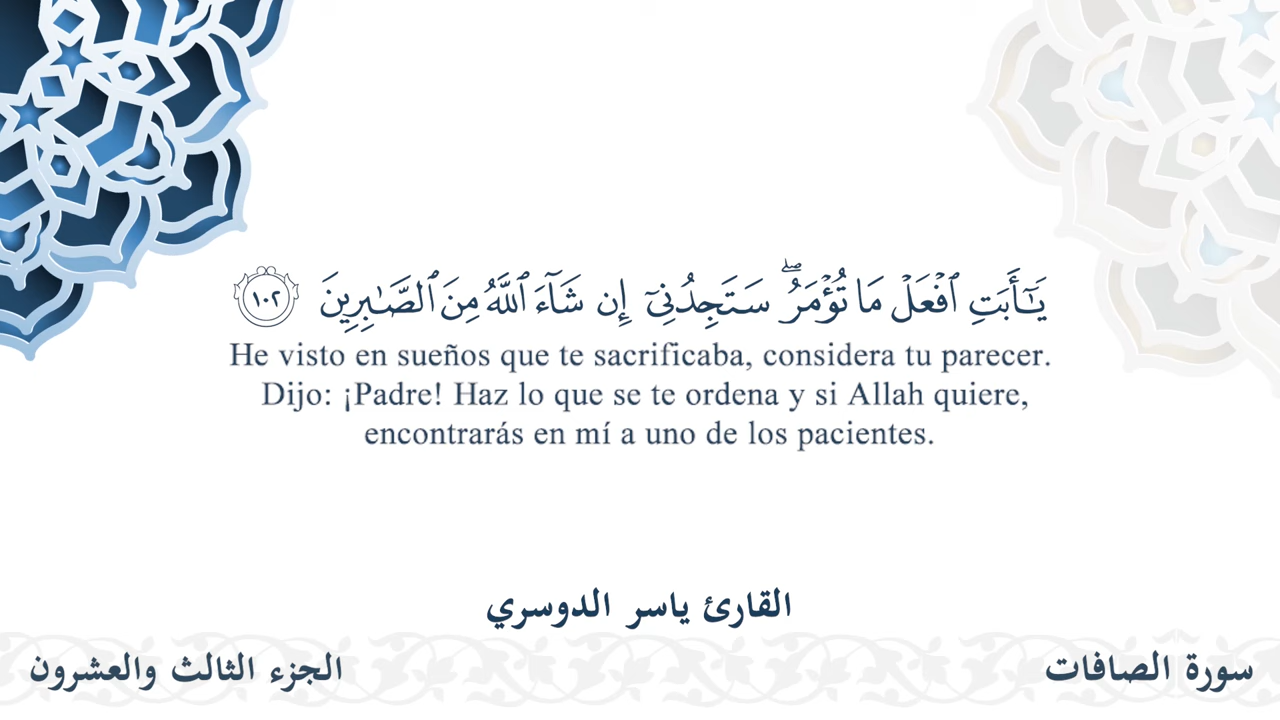 يَـٰٓأَبَتِ ٱفْعَلْ مَا تُؤْمَرُ ۖ سَتَجِدُنِىٓ إِن شَآءَ ٱللَّهُ مِنَ ٱلصَّـٰبِرِينَ ١٠٢
He visto en sueños que te sacrificaba, considera tu parecer.
Dijo: ¡Padre! Haz lo que se te ordena y si Allah quiere,
encontrarás en mí a uno de los pacientes.
القارئ ياسر الدوسري
سورة الصافات
الجزء الثالث والعشرون